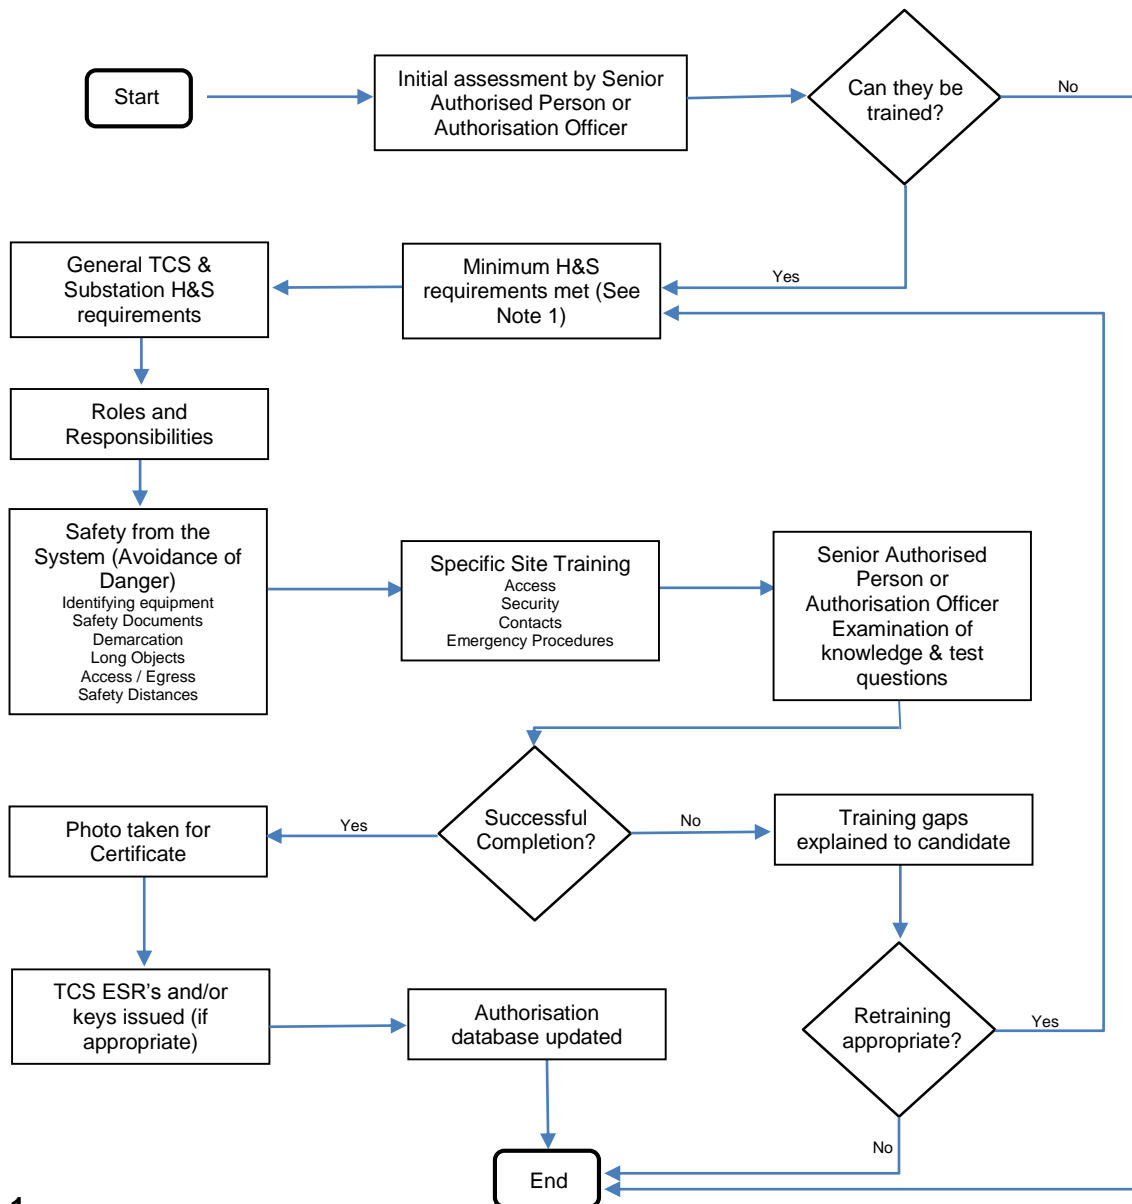 Start
Initial assessment by Senior
Authorised Person or
Authorisation Officer
Can they be
trained?
No
Yes
General TCS &
Substation H&S
requirements
Minimum H&S
requirements met (See
Note 1)
Roles and
Responsibilities
Safety from the
System (Avoidance of
Danger)
Identifying equipment
Safety Documents
Demarcation
Long Objects
Access / Egress
Safety Distances
Specific Site Training
Access
Security
Contacts
Emergency Procedures
Senior Authorised
Person or
Authorisation Officer
Examination of
knowledge & test
questions
Photo taken for
Certificate
Yes
Successful
Completion?
No
Training gaps
explained to candidate
TCS ESR's and/or
keys issued (if
appropriate)
Authorisation
database updated
Retraining
appropriate?
Yes
No
End